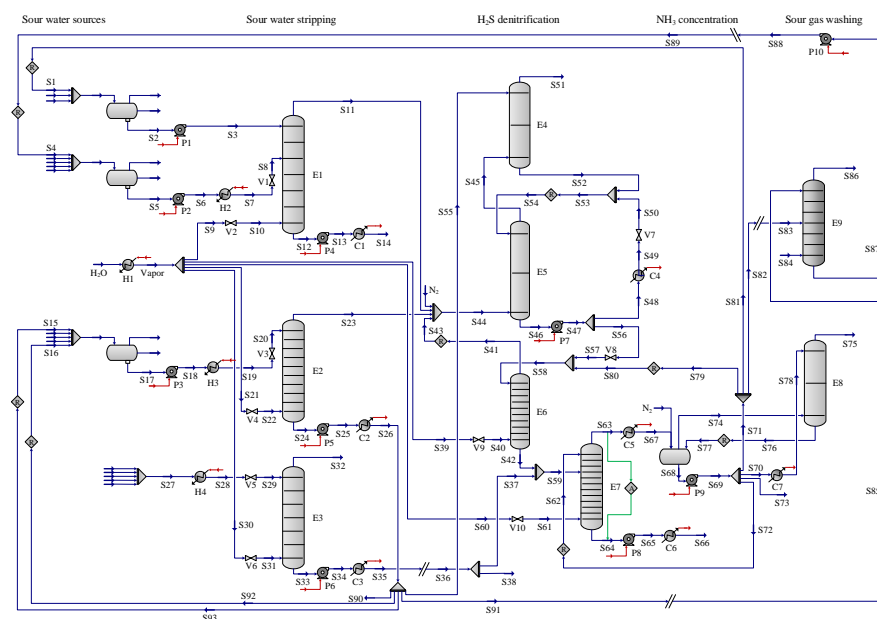 Sour water sources Sour water stripping H₂S denitrification NH₃ concentration Sour gas washing
S89 S88 P10
R
S1
S51
S11
R
S2 P1 S3
E4
S4
S8 E1
V1
S45 S52 S86
S5 P2 S6 H2 S7
S55 S54 R S53
S9 V2 S10
S50 S83 E9
V7
S12 P4 S13 C1 S14
E5 S49 S82 S84 S87
H₂O H1 Vapor
C4
N₂
S81
S48
S15 S23 S44
S16 S20 S43 S46 P7 S47 S56
V3 E2 R S41 S57 V8 S75
S17 P3 S18 H3 S19
S58 S80 R S79 S78 E8
S21
R V4 S22 E6
N₂ S74
S24 P5 S25 C2 S26
S63 C5 S67 S71
R S39 V9 S40 S77 R S76
S42
S32 S37 S59 E7 S68 P9 S69 S70 C7
S27 H4 S28 V5 S29
S62 A S73
S85
E3
S30 S60 V10 S61 S72
R S64 P8 S65 C6 S66
V6 S31
S33 P6 S34 C3 S35 S36 S38
S92 S90
S93 S91